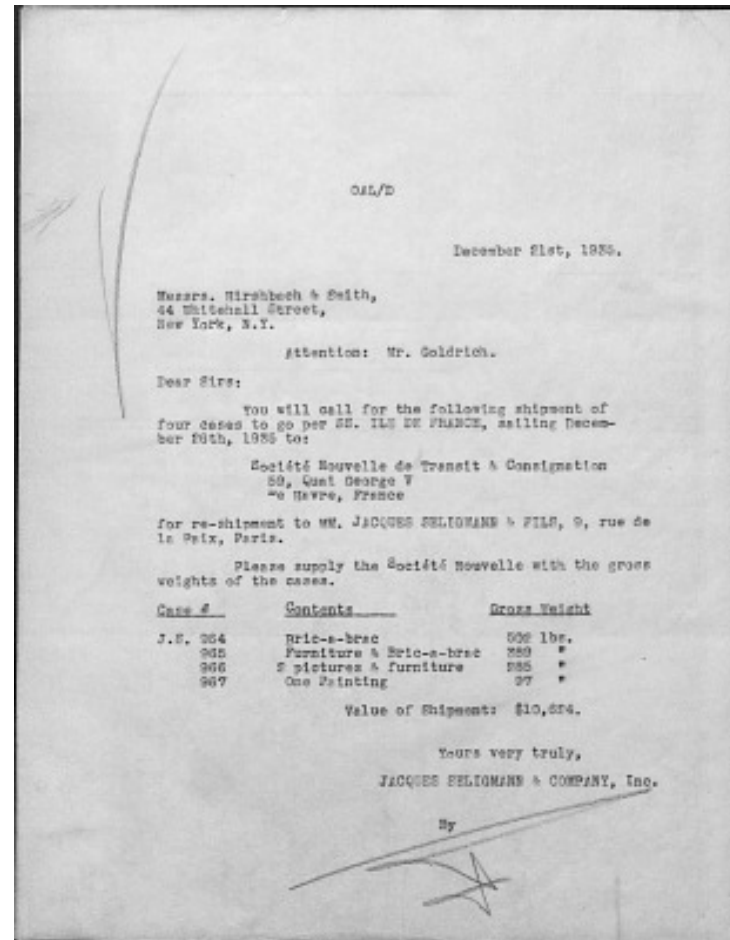 OAL/D
December 21st, 1935.
Messrs. Hirshbach & Smith,
44 Whitehall Street,
New York, N.Y.
Attention: Mr. Goldrich.
Dear Sirs:
You will call for the following shipment of
four cases to go per SS. ILE DE FRANCE, sailing Decem-
ber 26th, 1935 to:
Société Nouvelle de Transit & Consignation
59, Quai George V
Le Havre, France
for re-shipment to MM. JACQUES SELIGMANN & FILS, 9, rue de
la Paix, Paris.
Please supply the Société Nouvelle with the gross
weights of the cases.
Case # Contents Gross Weight
J.S. 964 Bric-a-brac lbs.
965 Furniture & Bric-a-brac "
966 2 pictures & furniture "
967 One Painting 97 "
Value of Shipment:
Yours very truly,
JACQUES SELIGMANN & COMPANY, Inc.
By